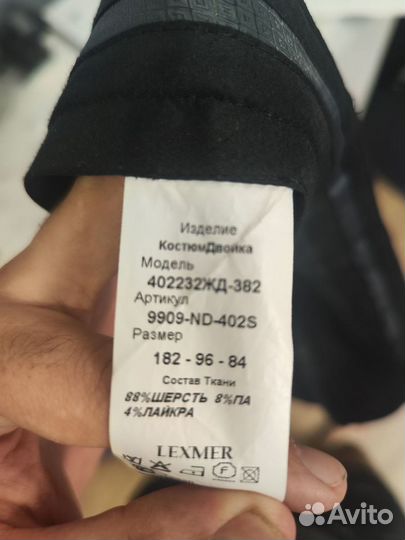 Изделие
КостюмДвойка
Модель
402232ЖД-382
Артикул
9909-ND-402S
Размер
182 - 96 - 84
Состав Ткани
88%ШЕРСТЬ 8%ПА
4%ЛАЙКРА
LEXMER
F
Avito